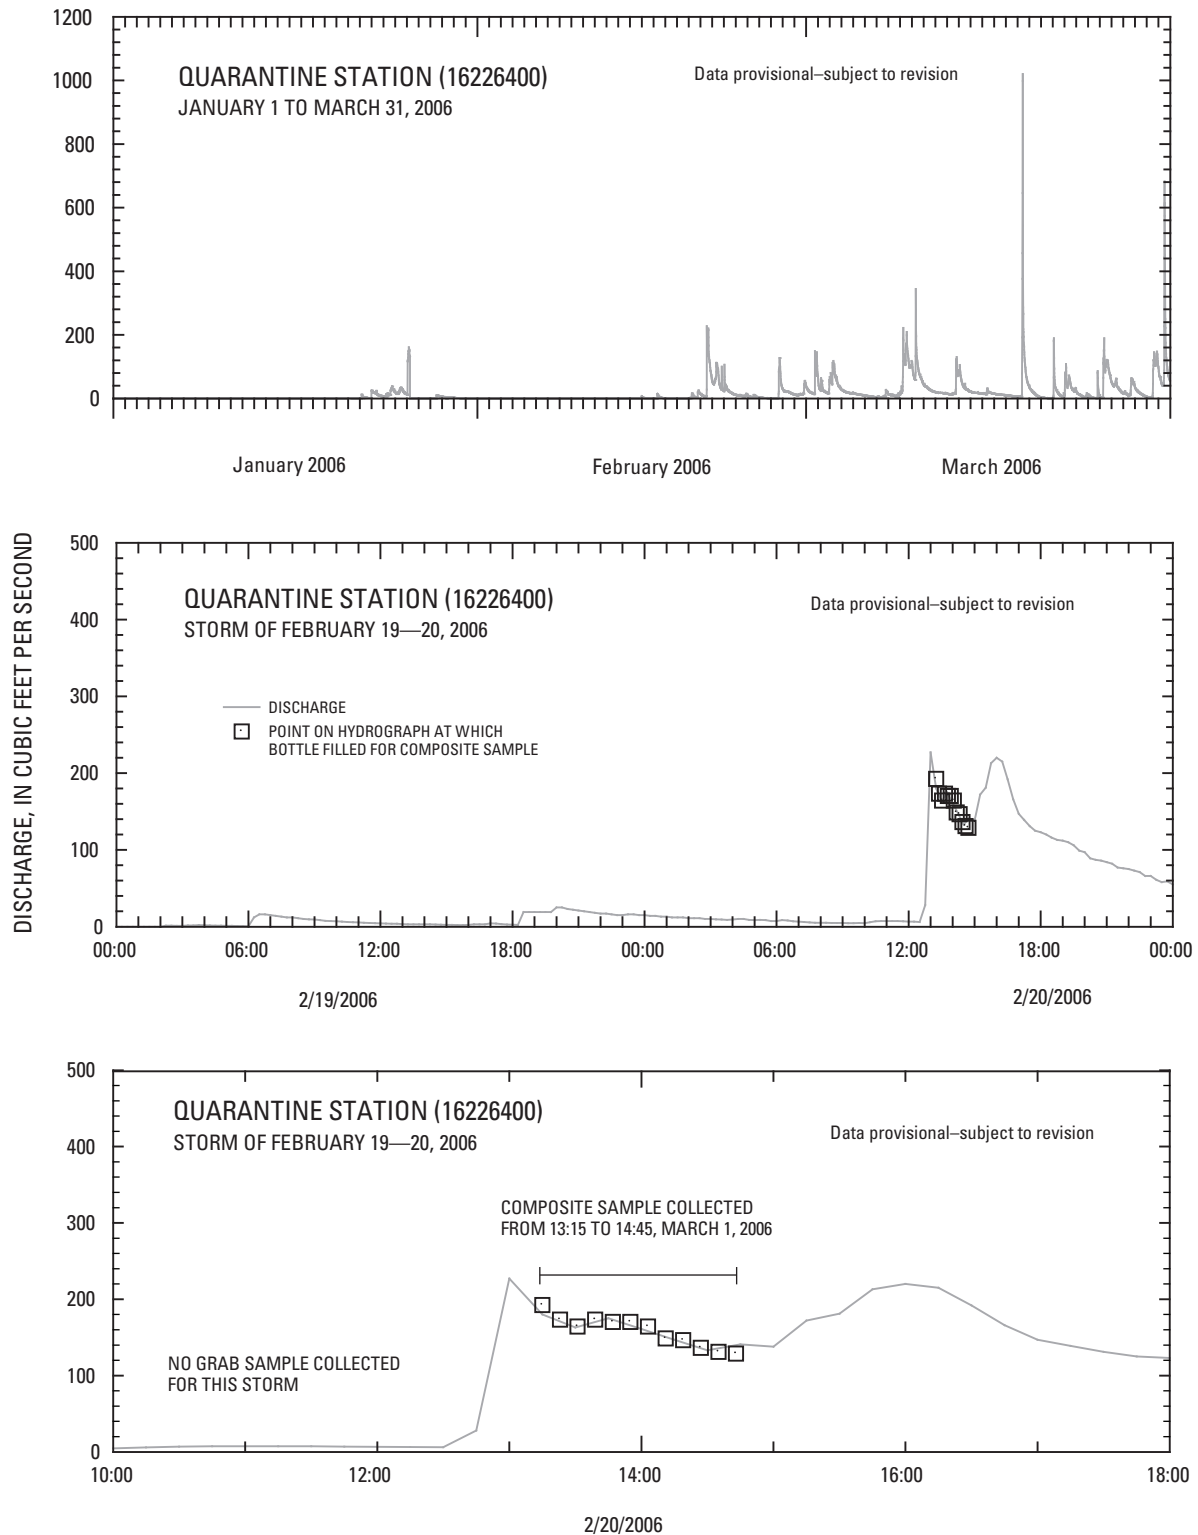 1200
1000
800
600
400
200
0
QUARANTINE STATION (16226400)
JANUARY 1 TO MARCH 31, 2006
Data provisional–subject to revision
January 2006
February 2006
March 2006
DISCHARGE, IN CUBIC FEET PER SECOND
500
400
300
200
100
0
QUARANTINE STATION (16226400)
STORM OF FEBRUARY 19—20, 2006
Data provisional–subject to revision
DISCHARGE
POINT ON HYDROGRAPH AT WHICH
BOTTLE FILLED FOR COMPOSITE SAMPLE
00:00 06:00 12:00 18:00 00:00 06:00 12:00 18:00 00:00
2/19/2006
2/20/2006
500
400
300
200
100
0
QUARANTINE STATION (16226400)
STORM OF FEBRUARY 19—20, 2006
Data provisional–subject to revision
COMPOSITE SAMPLE COLLECTED
FROM 13:15 TO 14:45, MARCH 1, 2006
NO GRAB SAMPLE COLLECTED
FOR THIS STORM
10:00 12:00 14:00 16:00 18:00
2/20/2006